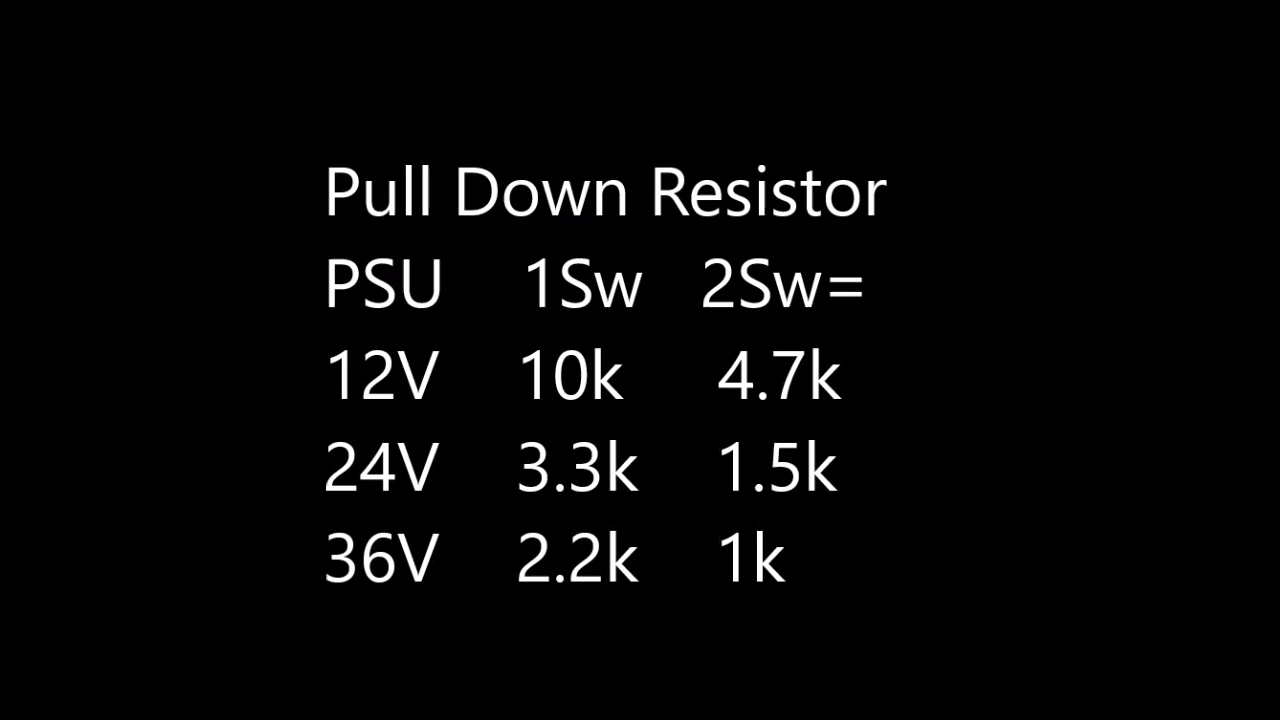 Pull Down Resistor
PSU 1Sw 2Sw=
12V 10k 4.7k
24V 3.3k 1.5k
36V 2.2k 1k